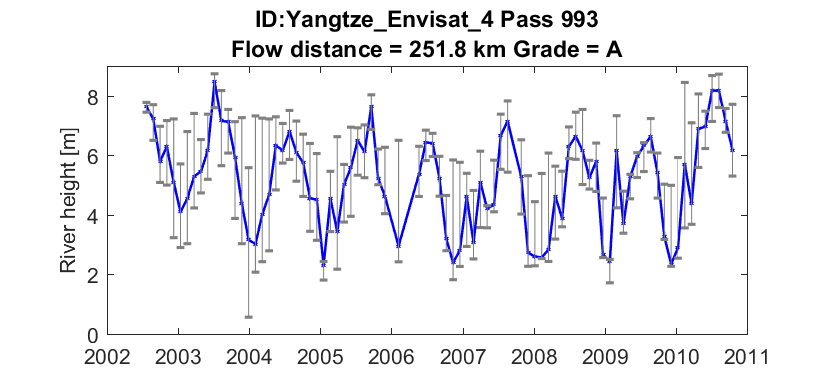 ID:Yangtze_Envisat_4 Pass 993
Flow distance = 251.8 km Grade = A
River height [m]
8
6
4
2
0
2002 2003 2004 2005 2006 2007 2008 2009 2010 2011